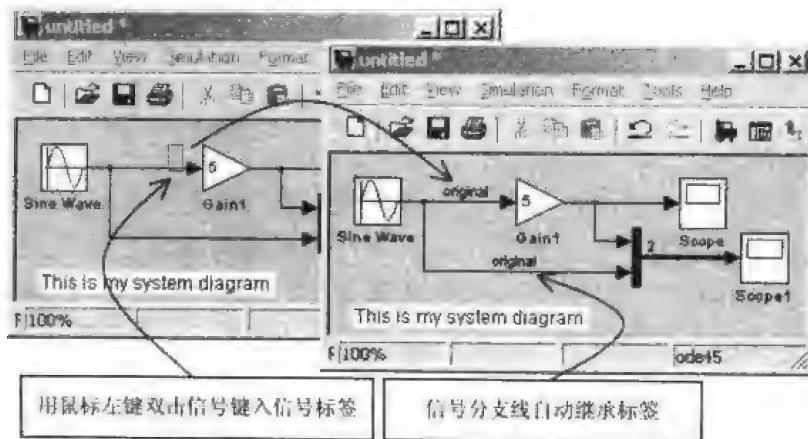 untitled *
File Edit View Simulation Format
5
Sine Wave
Gain1
This is my system diagram
100%
untitled *
File Edit View Simulation Format Tools Help
original
5
Sine Wave
Gain1
Scope
2
original
Scope1
This is my system diagram
100%
ode45
用鼠标左键双击信号键入信号标签
信号分支线自动继承标签